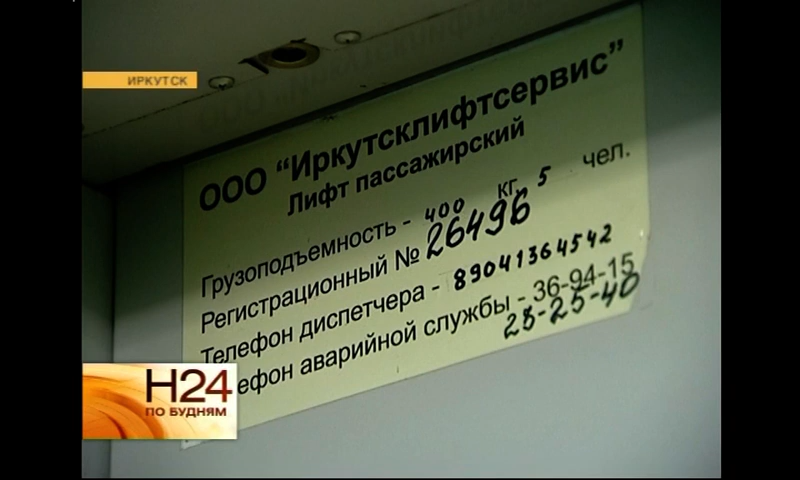 ИРКУТСК
ООО “Иркутсклифтсервис”
Лифт пассажирский
Грузоподъемность - 400 кг. 5 чел.
Регистрационный № 26496
Телефон диспетчера - 89041364542
ефон аварийной службы - 36-94-15
25-25-40
Н24
ПО БУДНЯМ